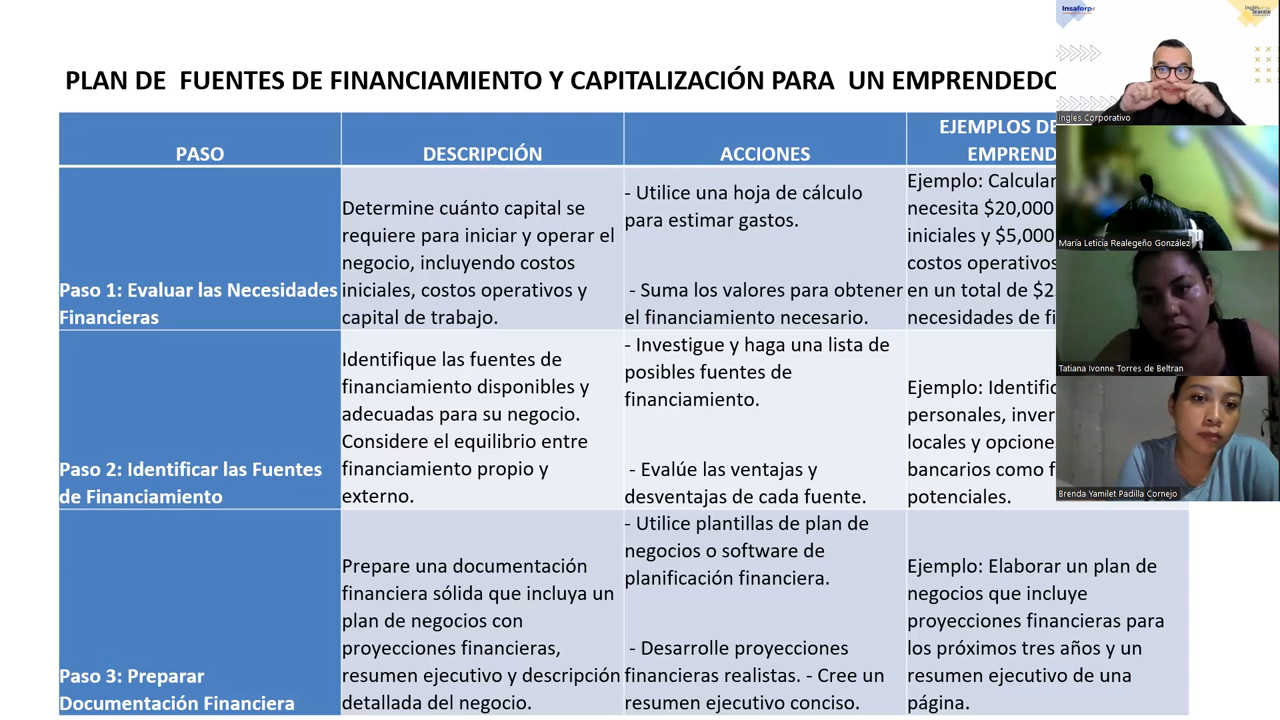 PLAN DE FUENTES DE FINANCIAMIENTO Y CAPITALIZACIÓN PARA UN
PASO
DESCRIPCIÓN
ACCIONES
EJEMPLOS DE
Paso 1: Evaluar las Necesidades
Financieras
Determine cuánto capital se
requiere para iniciar y operar el
negocio, incluyendo costos
iniciales, costos operativos y
capital de trabajo.
- Utilice una hoja de cálculo
para estimar gastos.
- Suma los valores para obtener
el financiamiento necesario.
Ejemplo: Calcular
necesita $20,000
iniciales y $5,000
costos operativos
en un total de
necesidades de
Paso 2: Identificar las Fuentes
de Financiamiento
Identifique las fuentes de
financiamiento disponibles y
adecuadas para su negocio.
Considere el equilibrio entre
financiamiento propio y
externo.
- Investigue y haga una lista de
posibles fuentes de
financiamiento.
- Evalúe las ventajas y
desventajas de cada fuente.
Ejemplo:
personales,
locales y
bancarios como
potenciales.
Paso 3: Preparar
Documentación Financiera
Prepare una documentación
financiera sólida que incluya un
plan de negocios con
proyecciones financieras,
resumen ejecutivo y descripción
detallada del negocio.
- Utilice plantillas de plan de
negocios o software de
planificación financiera.
- Desarrolle proyecciones
financieras realistas. - Cree un
resumen ejecutivo conciso.
Ejemplo: Elaborar un plan de
negocios que incluye
proyecciones financieras para
los próximos tres años y un
resumen ejecutivo de una
página.
Insaforp
Ingles Corporativo
María Leticia Realegeño González
Tatiana Ivonne Torres de Beltran
Brenda Yamilet Padilla Cornejo